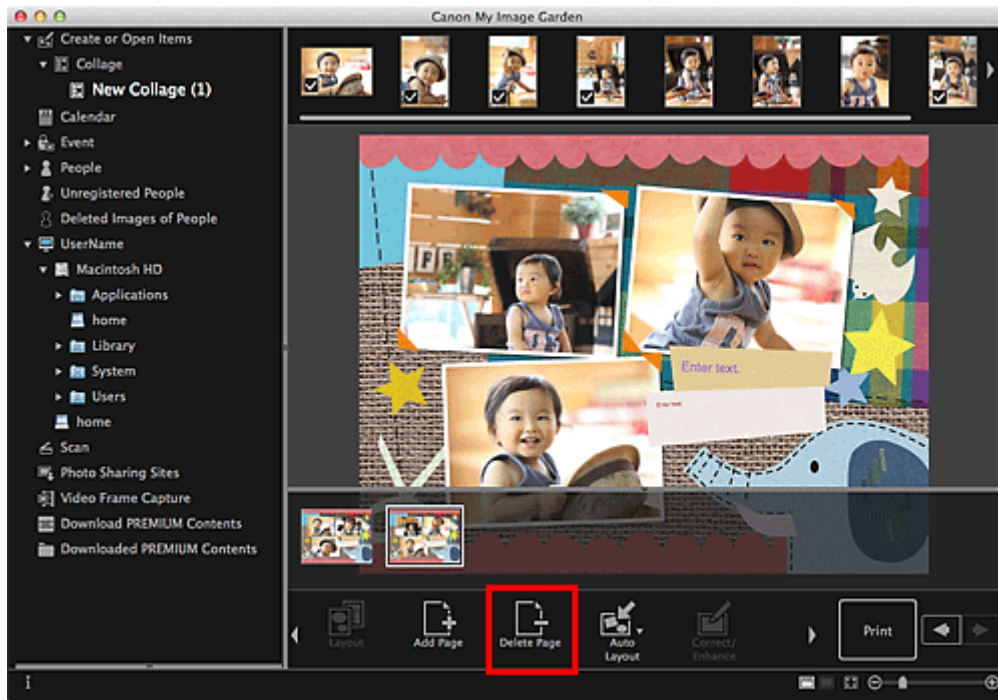 Canon My Image Garden
Create or Open Items
Collage
New Collage (1)
Calendar
Event
People
Unregistered People
Deleted Images of People
UserName
Macintosh HD
Applications
home
Library
System
Users
home
Scan
Photo Sharing Sites
Video Frame Capture
Download PREMIUM Contents
Downloaded PREMIUM Contents
Enter text.
Enter text
Layout
Add Page
Delete Page
Auto
Layout
Correct/
Enhance
Print